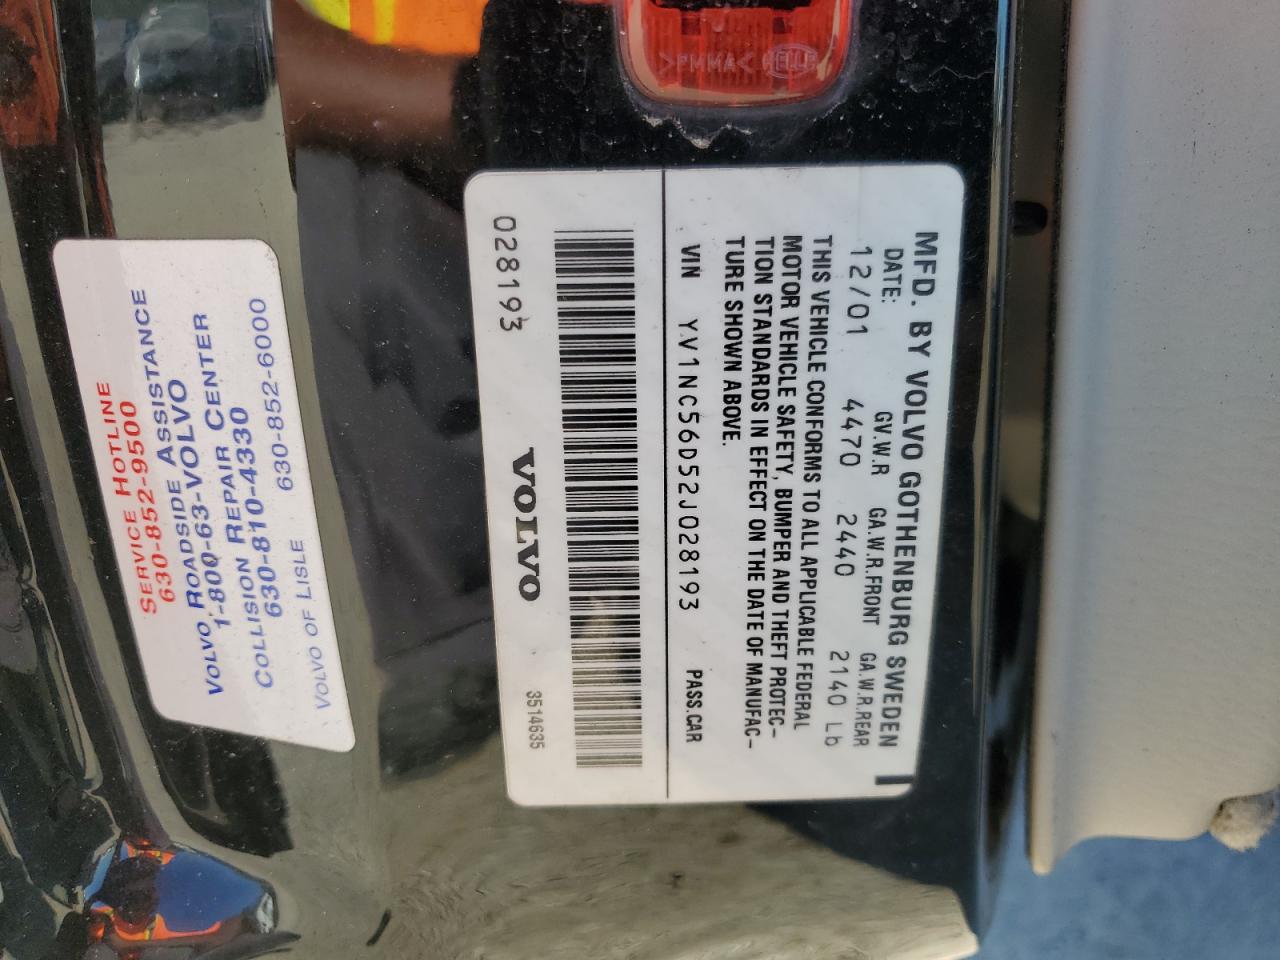 >PMMA< HELLA
MFD. BY VOLVO GOTHENBURG SWEDEN
DATE: GV.W.R GA.W.R.FRONT GA.W.R.REAR
12/01 4470 2440 2140 Lb
THIS VEHICLE CONFORMS TO ALL APPLICABLE FEDERAL
MOTOR VEHICLE SAFETY, BUMPER AND THEFT PROTEC-
TION STANDARDS IN EFFECT ON THE DATE OF MANUFAC-
TURE SHOWN ABOVE.
VIN YV1NC56D52J028193 PASS.CAR
028193 VOLVO 3514635
SERVICE HOTLINE
630-852-9500
VOLVO ROADSIDE ASSISTANCE
1-800-63-VOLVO
COLLISION REPAIR CENTER
630-810-4330
VOLVO OF LISLE 630-852-6000